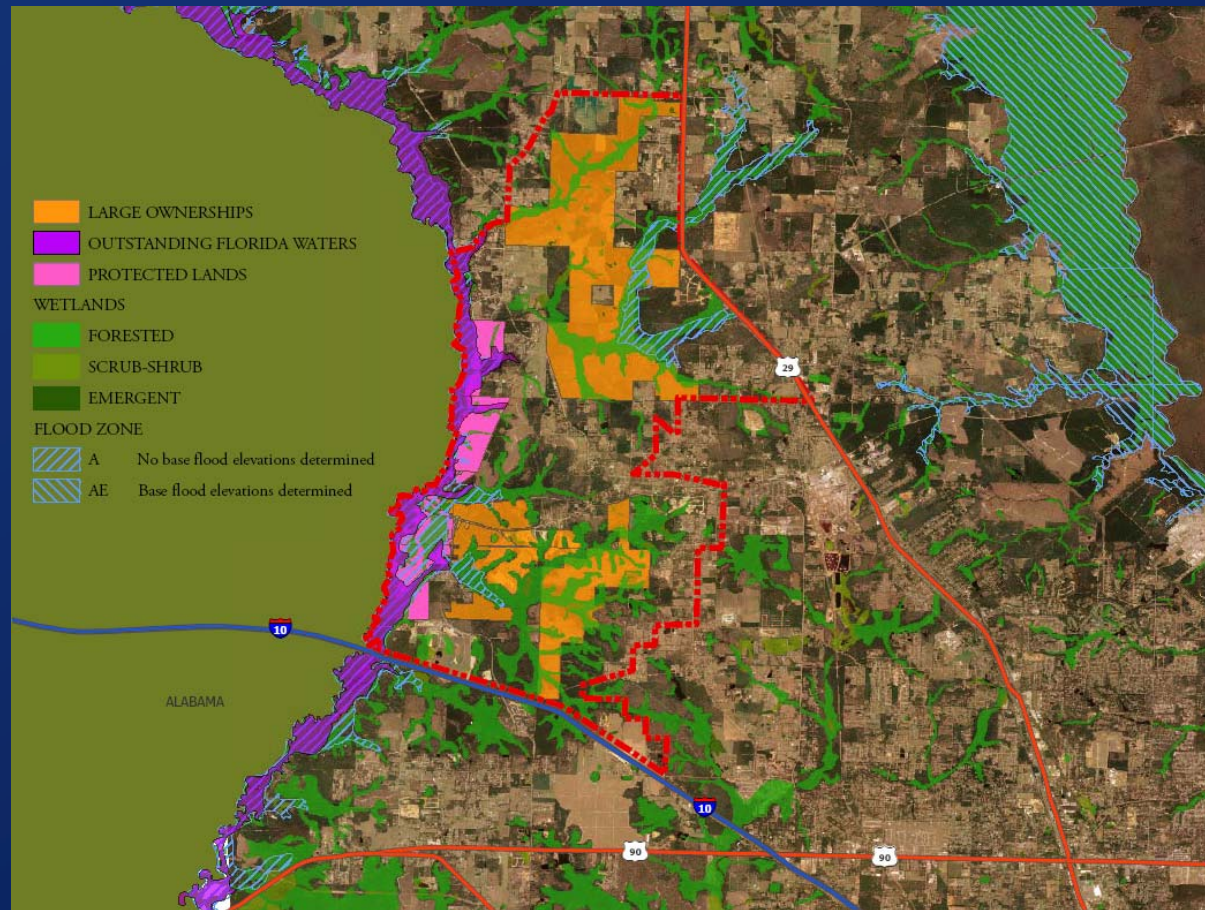 LARGE OWNERSHIPS
OUTSTANDING FLORIDA WATERS
PROTECTED LANDS
WETLANDS
FORESTED
SCRUB-SHRUB
EMERGENT
FLOOD ZONE
A No base flood elevations determined
AE Base flood elevations determined
29
10
ALABAMA
10
90
90